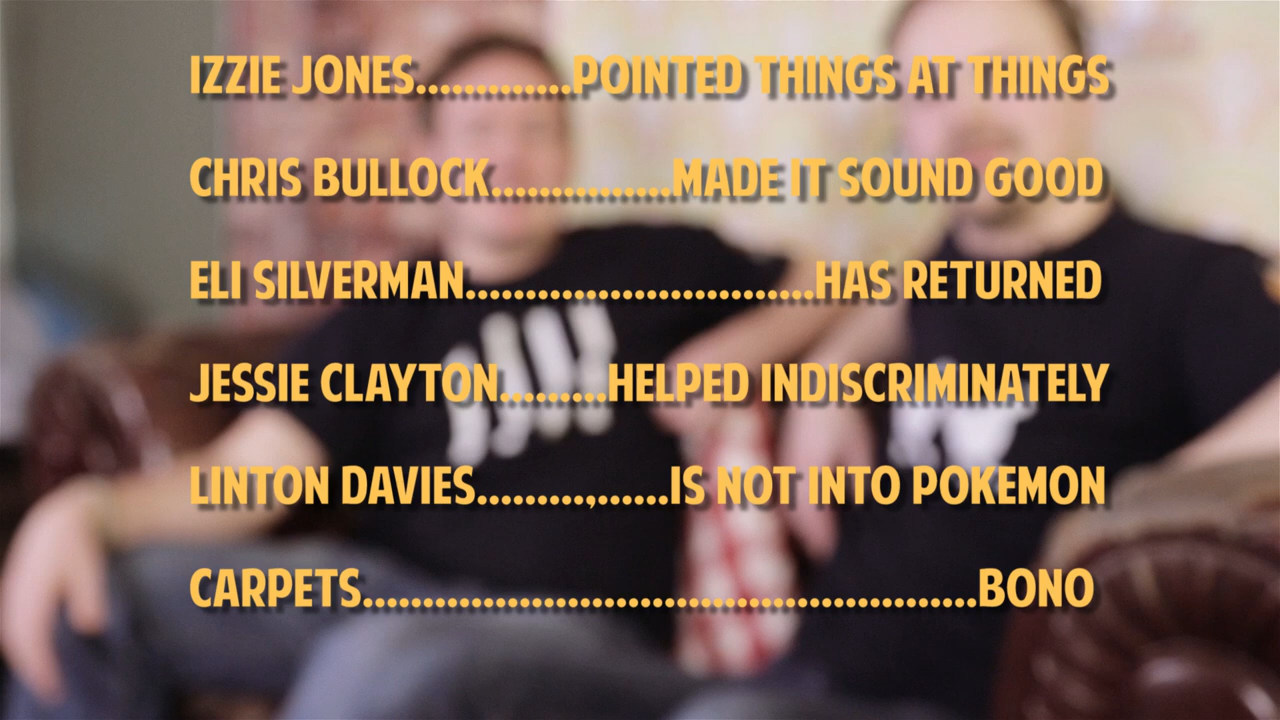 IZZIE JONES.............POINTED THINGS AT THINGS
CHRIS BULLOCK...............MADE IT SOUND GOOD
ELI SILVERMAN.............................HAS RETURNED
JESSIE CLAYTON.........HELPED INDISCRIMINATELY
LINTON DAVIES.........,......IS NOT INTO POKEMON
CARPETS...................................................BONO